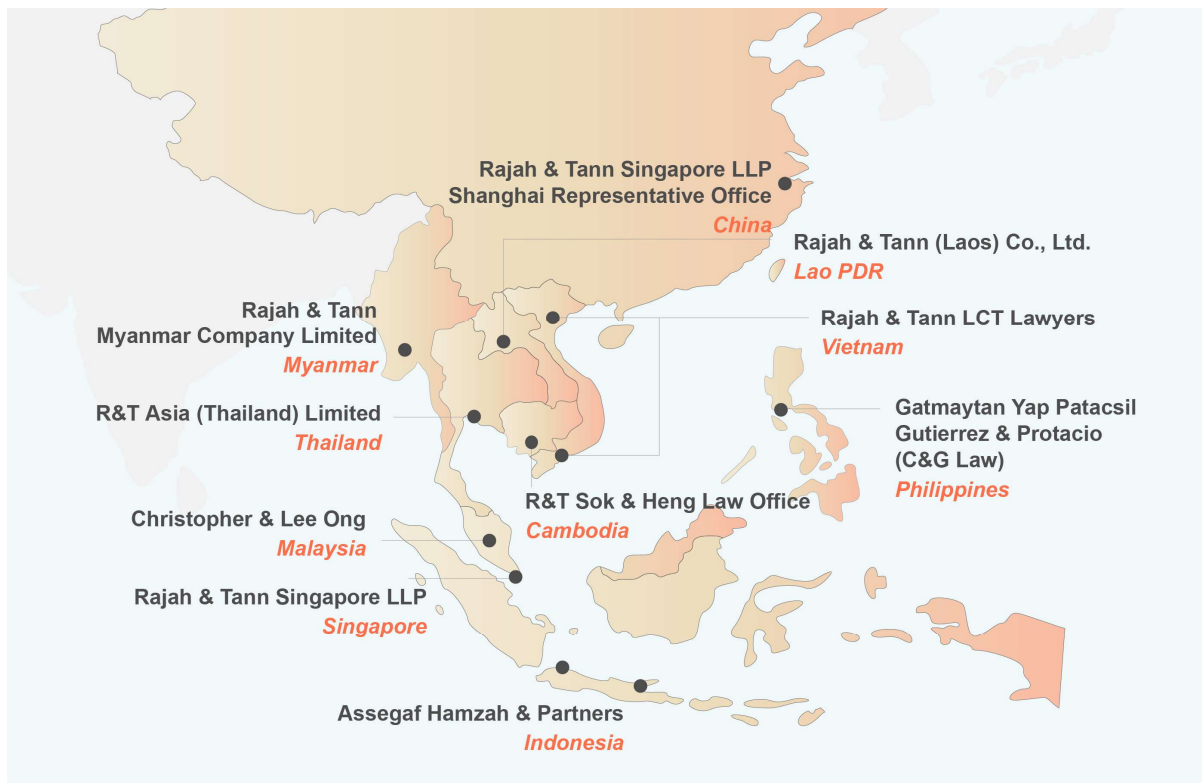 Rajah & Tann Singapore LLP
Shanghai Representative Office
China
Rajah & Tann (Laos) Co., Ltd.
Lao PDR
Rajah & Tann
Myanmar Company Limited
Myanmar
Rajah & Tann LCT Lawyers
Vietnam
R&T Asia (Thailand) Limited
Thailand
Gatmaytan Yap Patacsil
Gutierrez & Protacio
(C&G Law)
Philippines
R&T Sok & Heng Law Office
Cambodia
Christopher & Lee Ong
Malaysia
Rajah & Tann Singapore LLP
Singapore
Assegaf Hamzah & Partners
Indonesia